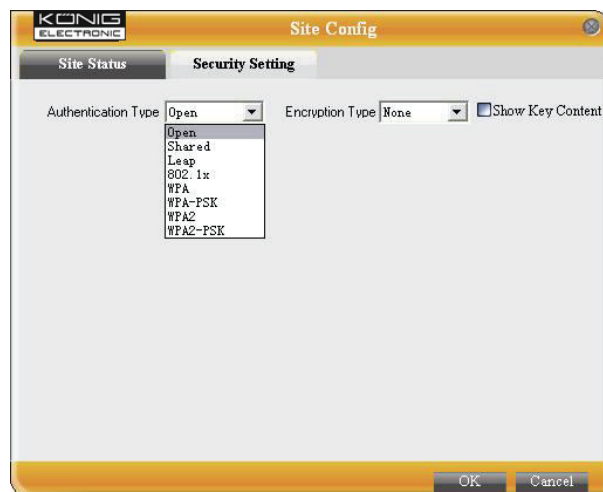 KÖNIG
ELECTRONIC
Site Config
Site Status
Security Setting
Authentication Type Open Encryption Type None Show Key Content
Open
Shared
Leap
802.1x
WPA
WPA-PSK
WPA2
WPA2-PSK
OK Cancel